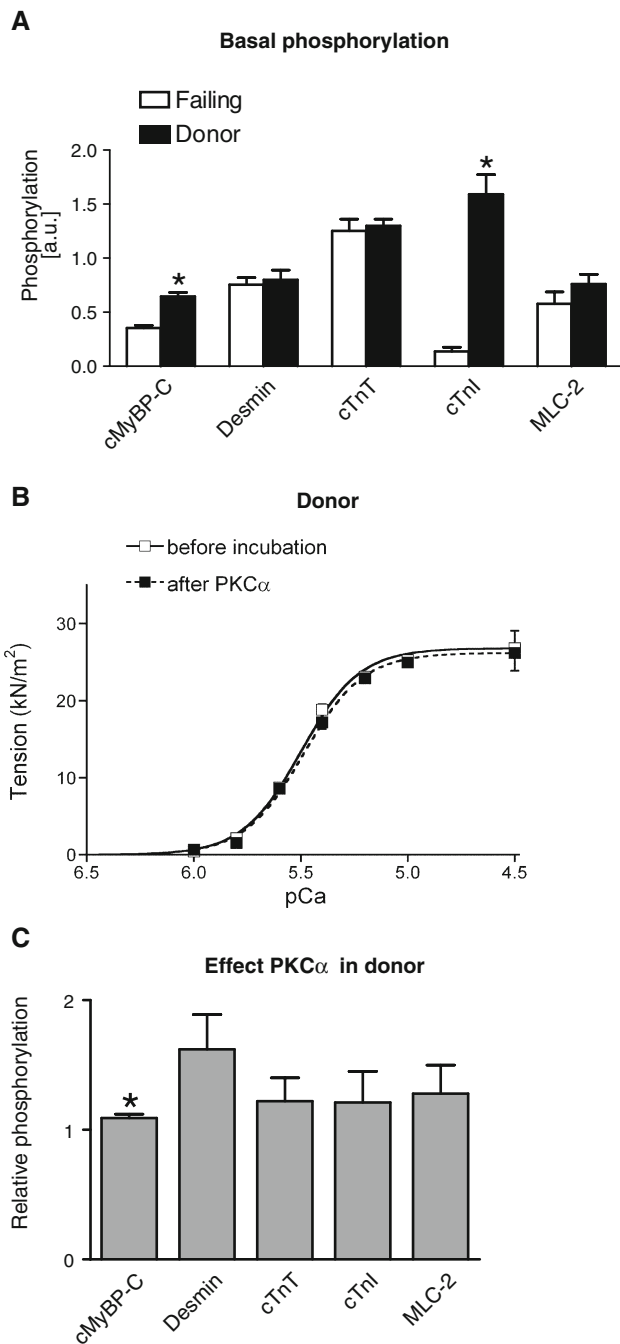 A
Basal phosphorylation
Failing
Donor
Phosphorylation
[a.u.]
2.0
1.5
1.0
0.5
0.0
*
*
cMyBP-C
Desmin
cTnT
cTnI
MLC-2
B
Donor
before incubation
after PKCα
Tension (kN/m²)
30
20
10
0
6.5
6.0
5.5
5.0
4.5
pCa
C
Effect PKCα in donor
Relative phosphorylation
2
1
0
*
cMyBP-C
Desmin
cTnT
cTnI
MLC-2